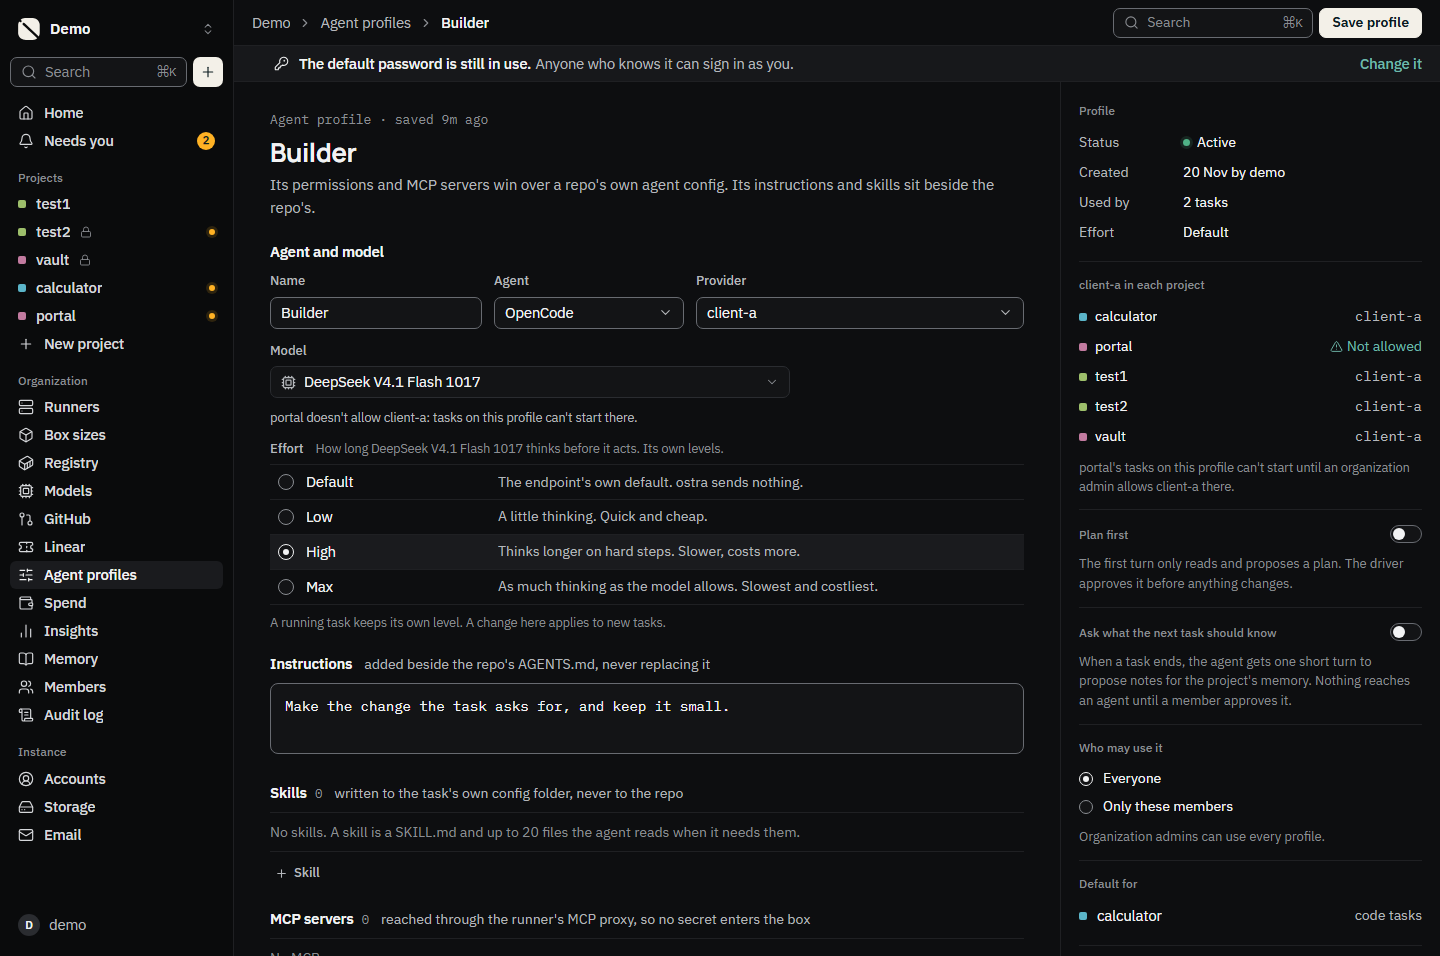 Demo
Search ⌘K
Home
Needs you 2
Projects
test1
test2
vault
calculator
portal
New project
Organization
Runners
Box sizes
Registry
Models
GitHub
Linear
Agent profiles
Spend
Insights
Memory
Members
Audit log
Instance
Accounts
Storage
Email
D demo
Demo > Agent profiles > Builder
Search ⌘K
Save profile
The default password is still in use. Anyone who knows it can sign in as you.
Change it
Agent profile · saved 9m ago
Builder
Its permissions and MCP servers win over a repo's own agent config. Its instructions and skills sit beside the
repo's.
Agent and model
Name Agent Provider
Builder OpenCode client-a
Model
DeepSeek V4.1 Flash 1017
portal doesn't allow client-a: tasks on this profile can't start there.
Effort How long DeepSeek V4.1 Flash 1017 thinks before it acts. Its own levels.
Default The endpoint's own default. ostra sends nothing.
Low A little thinking. Quick and cheap.
High Thinks longer on hard steps. Slower, costs more.
Max As much thinking as the model allows. Slowest and costliest.
A running task keeps its own level. A change here applies to new tasks.
Instructions added beside the repo's AGENTS.md, never replacing it
Make the change the task asks for, and keep it small.
Skills 0 written to the task's own config folder, never to the repo
No skills. A skill is a SKILL.md and up to 20 files the agent reads when it needs them.
+ Skill
MCP servers 0 reached through the runner's MCP proxy, so no secret enters the box
Profile
Status Active
Created 20 Nov by demo
Used by 2 tasks
Effort Default
client-a in each project
calculator client-a
portal Not allowed
test1 client-a
test2 client-a
vault client-a
portal's tasks on this profile can't start until an organization
admin allows client-a there.
Plan first
The first turn only reads and proposes a plan. The driver
approves it before anything changes.
Ask what the next task should know
When a task ends, the agent gets one short turn to
propose notes for the project's memory. Nothing reaches
an agent until a member approves it.
Who may use it
Everyone
Only these members
Organization admins can use every profile.
Default for
calculator code tasks